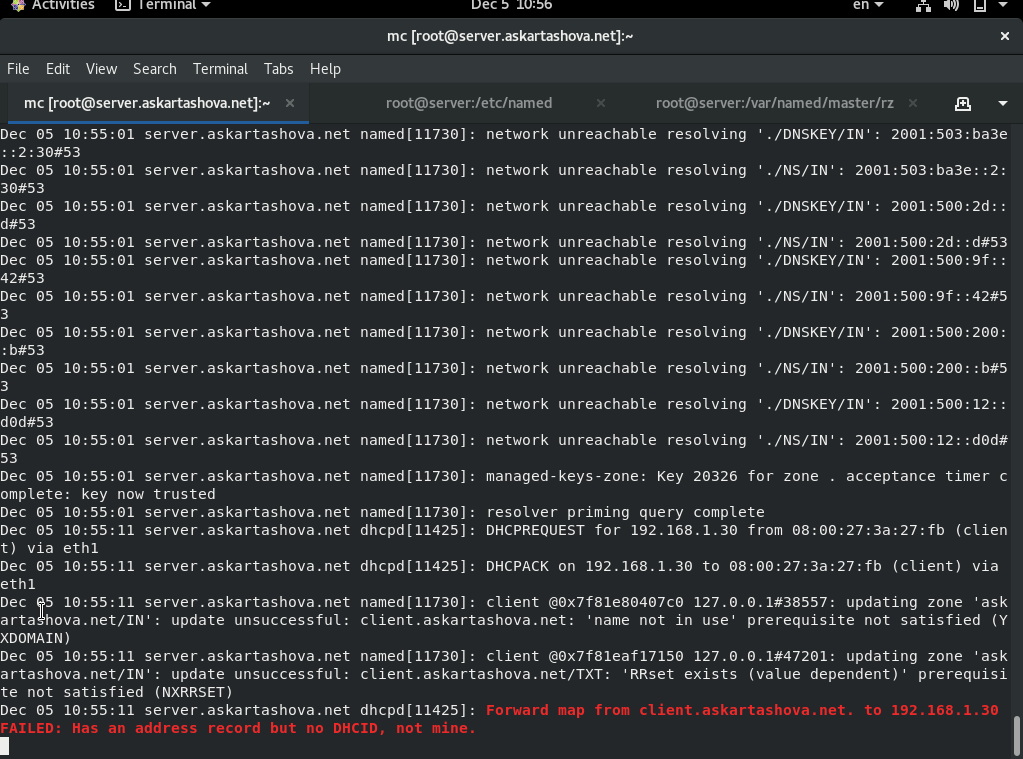 Activities Terminal Dec 5 10:56 en
mc [root@server.askartashova.net]:~ ×
File Edit View Search Terminal Tabs Help
mc [root@server.askartashova.net]:~ × root@server:/etc/named × root@server:/var/named/master/rz ×
Dec 05 10:55:01 server.askartashova.net named[11730]: network unreachable resolving './DNSKEY/IN': 2001:503:ba3e
::2:30#53
Dec 05 10:55:01 server.askartashova.net named[11730]: network unreachable resolving './NS/IN': 2001:503:ba3e::2:
30#53
Dec 05 10:55:01 server.askartashova.net named[11730]: network unreachable resolving './DNSKEY/IN': 2001:500:2d::
d#53
Dec 05 10:55:01 server.askartashova.net named[11730]: network unreachable resolving './NS/IN': 2001:500:2d::d#53
Dec 05 10:55:01 server.askartashova.net named[11730]: network unreachable resolving './DNSKEY/IN': 2001:500:9f::
42#53
Dec 05 10:55:01 server.askartashova.net named[11730]: network unreachable resolving './NS/IN': 2001:500:9f::42#5
3
Dec 05 10:55:01 server.askartashova.net named[11730]: network unreachable resolving './DNSKEY/IN': 2001:500:200:
:b#53
Dec 05 10:55:01 server.askartashova.net named[11730]: network unreachable resolving './NS/IN': 2001:500:200::b#5
3
Dec 05 10:55:01 server.askartashova.net named[11730]: network unreachable resolving './DNSKEY/IN': 2001:500:12::
d0d#53
Dec 05 10:55:01 server.askartashova.net named[11730]: network unreachable resolving './NS/IN': 2001:500:12::d0d#
53
Dec 05 10:55:01 server.askartashova.net named[11730]: managed-keys-zone: Key 20326 for zone . acceptance timer c
omplete: key now trusted
Dec 05 10:55:01 server.askartashova.net named[11730]: resolver priming query complete
Dec 05 10:55:11 server.askartashova.net dhcpd[11425]: DHCPREQUEST for 192.168.1.30 from 08:00:27:3a:27:fb (clien
t) via eth1
Dec 05 10:55:11 server.askartashova.net dhcpd[11425]: DHCPACK on 192.168.1.30 to 08:00:27:3a:27:fb (client) via
eth1
Dec 05 10:55:11 server.askartashova.net named[11730]: client @0x7f81e80407c0 127.0.0.1#38557: updating zone 'ask
artashova.net/IN': update unsuccessful: client.askartashova.net: 'name not in use' prerequisite not satisfied (Y
XDOMAIN)
Dec 05 10:55:11 server.askartashova.net named[11730]: client @0x7f81eaf17150 127.0.0.1#47201: updating zone 'ask
artashova.net/IN': update unsuccessful: client.askartashova.net/TXT: 'RRset exists (value dependent)' prerequisi
te not satisfied (NXRRSET)
Dec 05 10:55:11 server.askartashova.net dhcpd[11425]: Forward map from client.askartashova.net. to 192.168.1.30
FAILED: Has an address record but no DHCID, not mine.